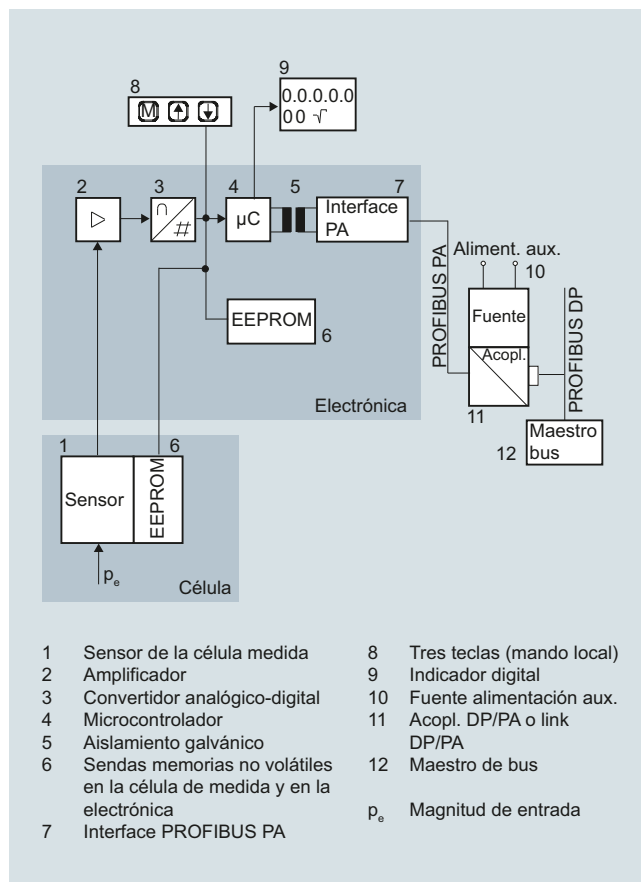 8
M
9
0.0.0.0.0
00 √
2
3
4
5
7
∩
#
µC
Interface
PA
PROFIBUS PA
Aliment. aux.
10
Fuente
Acopl.
PROFIBUS DP
EEPROM
6
11
Electrónica
12
Maestro
bus
1
6
Sensor
EEPROM
pe
Célula
1 Sensor de la célula medida
2 Amplificador
3 Convertidor analógico-digital
4 Microcontrolador
5 Aislamiento galvánico
6 Sendas memorias no volátiles
en la célula de medida y en la
electrónica
7 Interface PROFIBUS PA
8 Tres teclas (mando local)
9 Indicador digital
10 Fuente alimentación aux.
11 Acopl. DP/PA o link
DP/PA
12 Maestro de bus
pe Magnitud de entrada